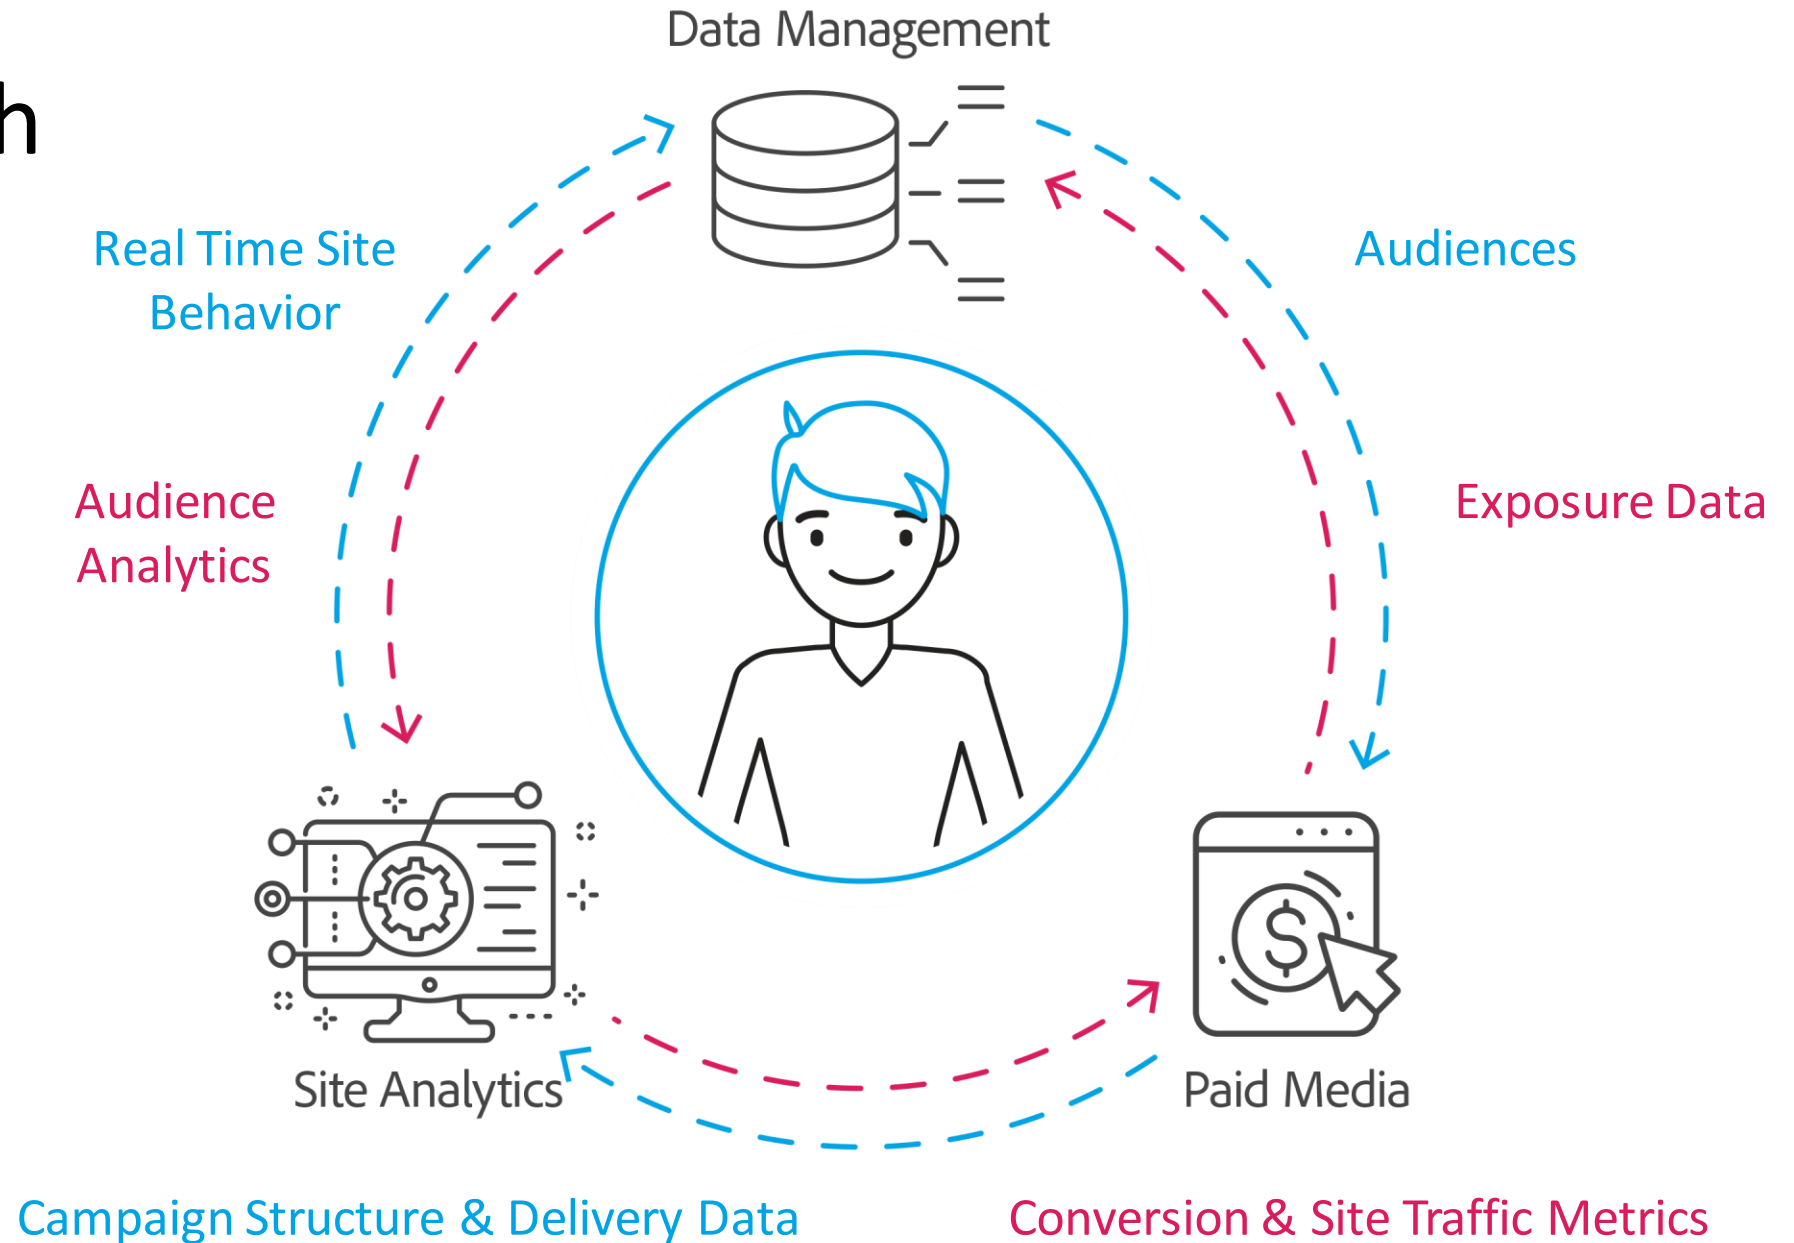 Data Management
h
Real Time Site
Behavior
Audiences
Audience
Analytics
Exposure Data
$
Site Analytics
Paid Media
Campaign Structure & Delivery Data
Conversion & Site Traffic Metrics